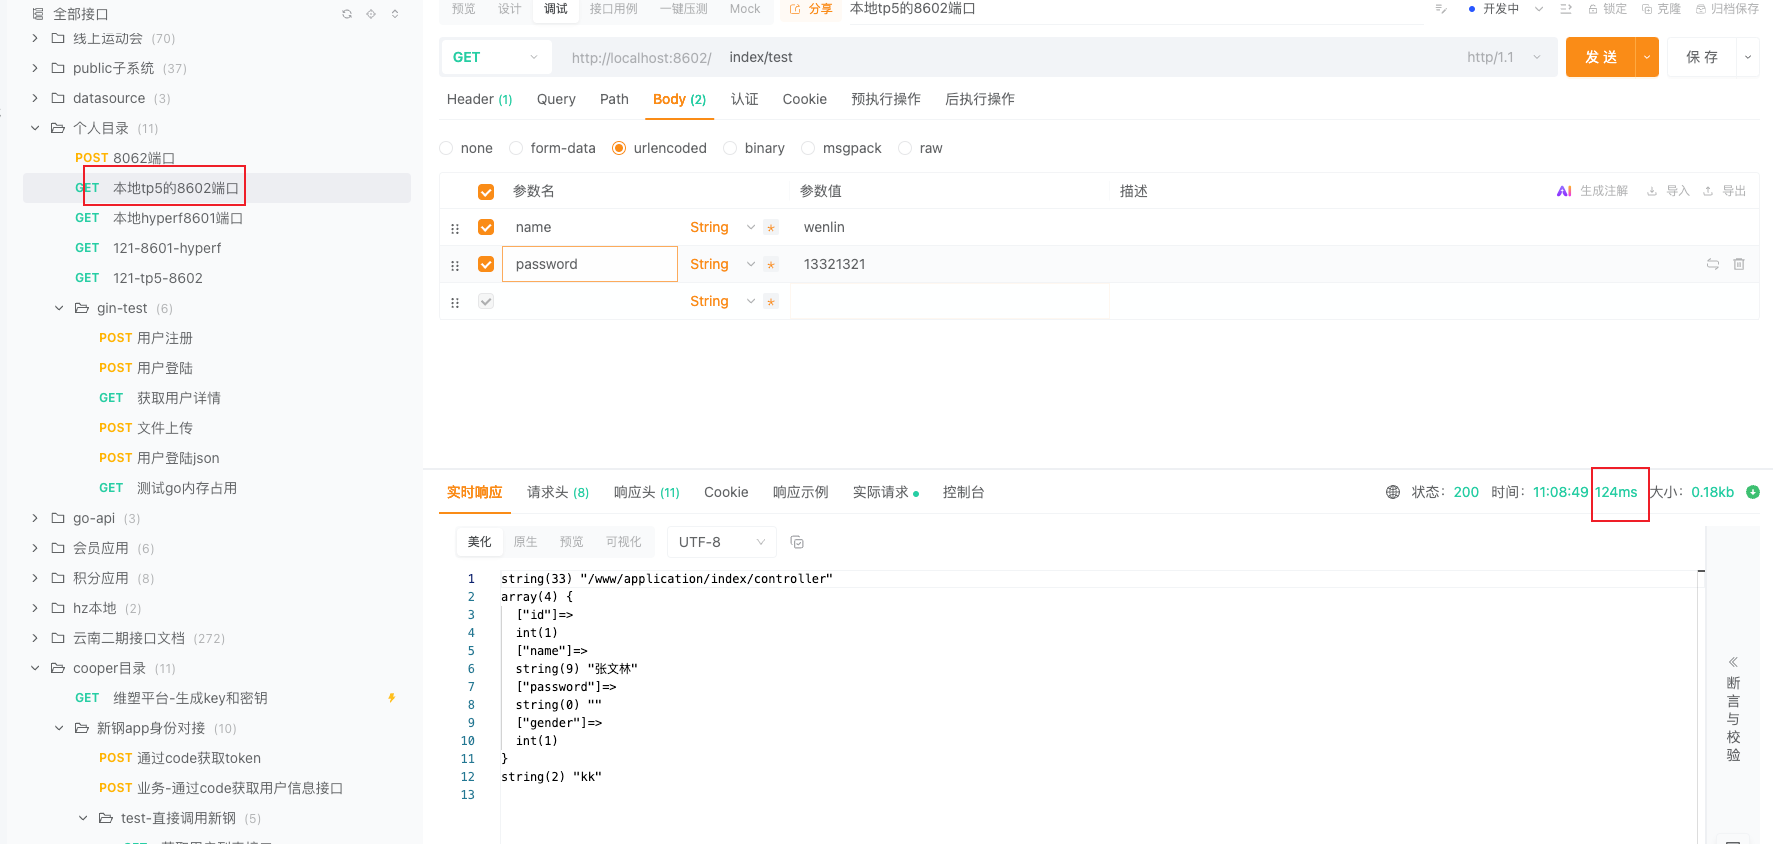 全部接口
线上运动会 (70)
public子系统 (37)
datasource (3)
个人目录 (11)
POST 8062端口
GET 本地tp5的8602端口
GET 本地hyperf8601端口
GET 121-8601-hyperf
GET 121-tp5-8602
gin-test (6)
POST 用户注册
POST 用户登陆
GET 获取用户详情
POST 文件上传
POST 用户登陆json
GET 测试go内存占用
go-api (3)
会员应用 (6)
积分应用 (8)
hz本地 (2)
云南二期接口文档 (272)
cooper目录 (11)
GET 维塑平台-生成key和密钥
新钢app身份对接 (10)
POST 通过code获取token
POST 业务-通过code获取用户信息接口
test-直接调用新钢 (5)
预览 设计 调试 接口用例 一键压测 Mock 分享 本地tp5的8602端口 开发中 锁定 克隆 归档保存
GET http://localhost:8602/ index/test http/1.1 发送 保存
Header (1) Query Path Body (2) 认证 Cookie 预执行操作 后执行操作
none form-data urlencoded binary msgpack raw
参数名 参数值 描述 AI 生成注解 导入 导出
name String * wenlin
password String * 13321321
String *
实时响应 请求头 (8) 响应头 (11) Cookie 响应示例 实际请求 控制台 状态: 200 时间: 11:08:49 124ms 大小: 0.18kb
美化 原生 预览 可视化 UTF-8
1 string(33) "/www/application/index/controller"
2 array(4) {
3 ["id"]=>
4 int(1)
5 ["name"]=>
6 string(9) "张文林"
7 ["password"]=>
8 string(0) ""
9 ["gender"]=>
10 int(1)
11 }
12 string(2) "kk"
13
断言与校验